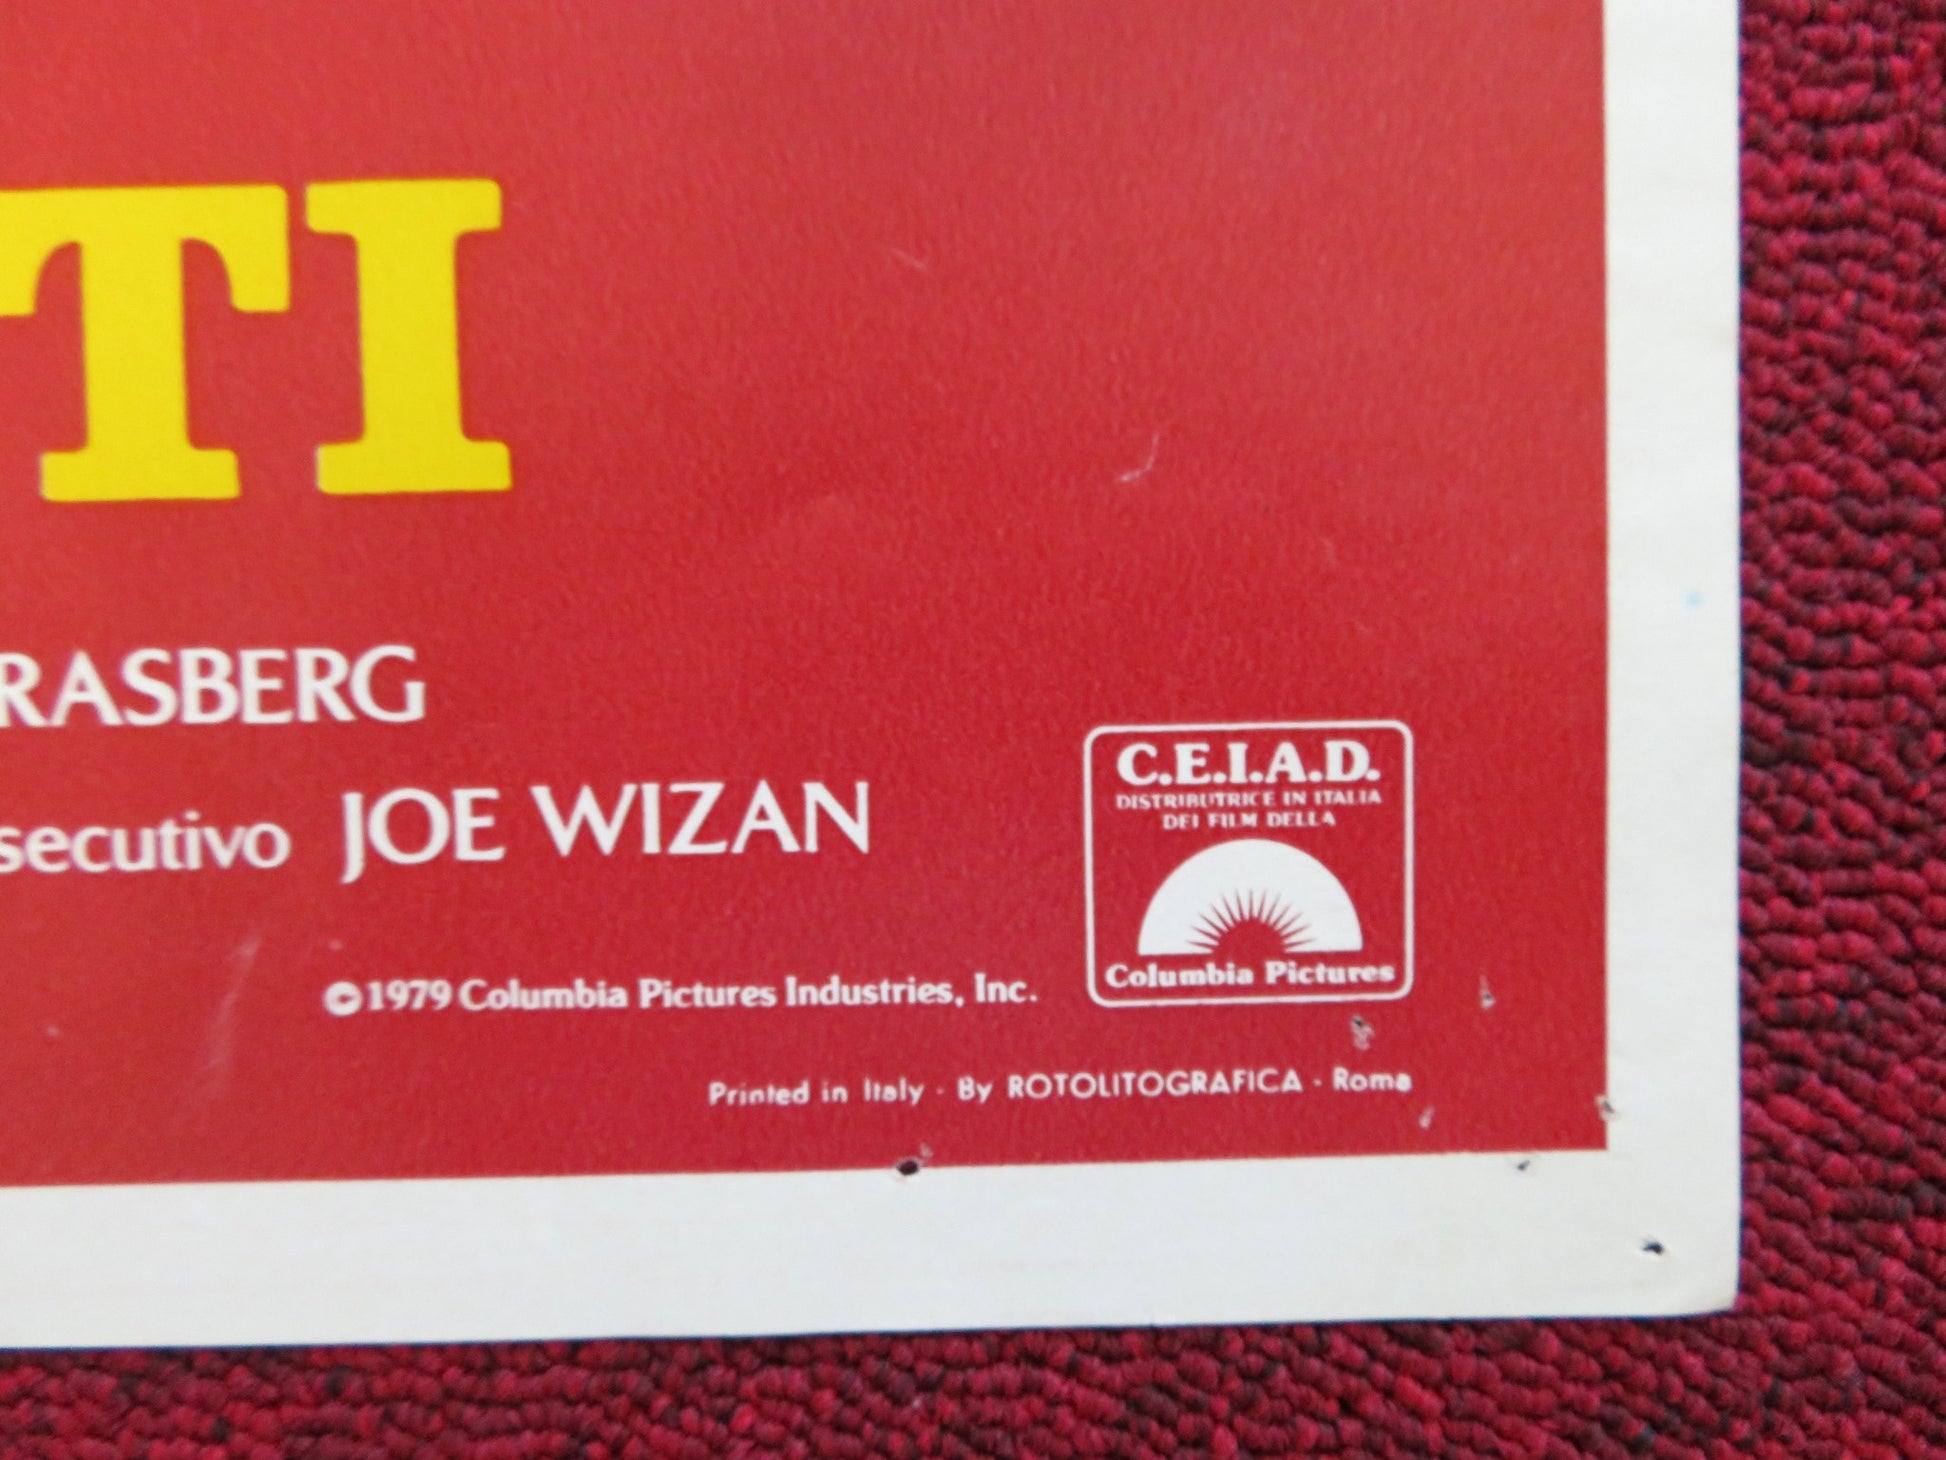 TI
RASBERG
secutivo JOE WIZAN
C.E.I.A.D.
DISTRIBUTRICE IN ITALIA
DEI FILM DELLA
Columbia Pictures
©1979 Columbia Pictures Industries, Inc.
Printed in Italy - By ROTOLITOGRAFICA - Roma